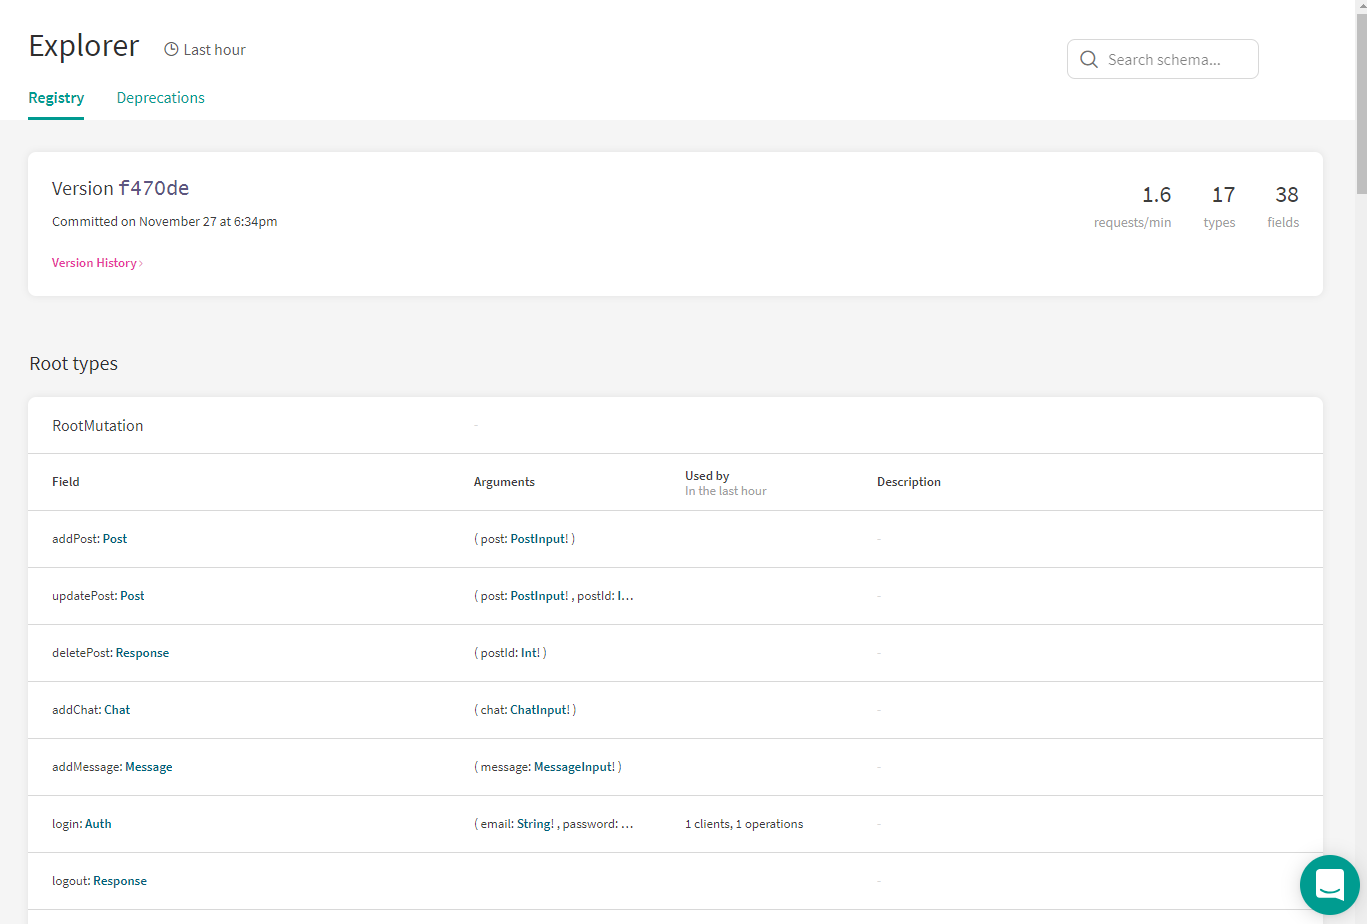 Explorer
Last hour
Search schema...
Registry
Deprecations
Version f470de
Committed on November 27 at 6:34pm
Version History ›
1.6
requests/min
17
types
38
fields
Root types
RootMutation
-
Field
Arguments
Used by
In the last hour
Description
addPost: Post
( post: PostInput! )
-
updatePost: Post
( post: PostInput! , postId: I...
-
deletePost: Response
( postId: Int! )
-
addChat: Chat
( chat: ChatInput! )
-
addMessage: Message
( message: MessageInput! )
-
login: Auth
( email: String! , password: ...
1 clients, 1 operations
-
logout: Response
-